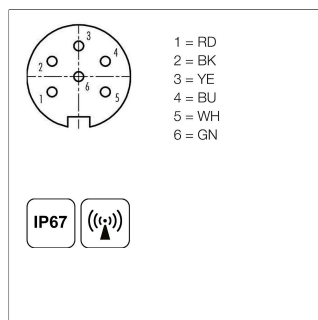 3
2
4
6
1
5
1 = RD
2 = BK
3 = YE
4 = BU
5 = WH
6 = GN
IP67